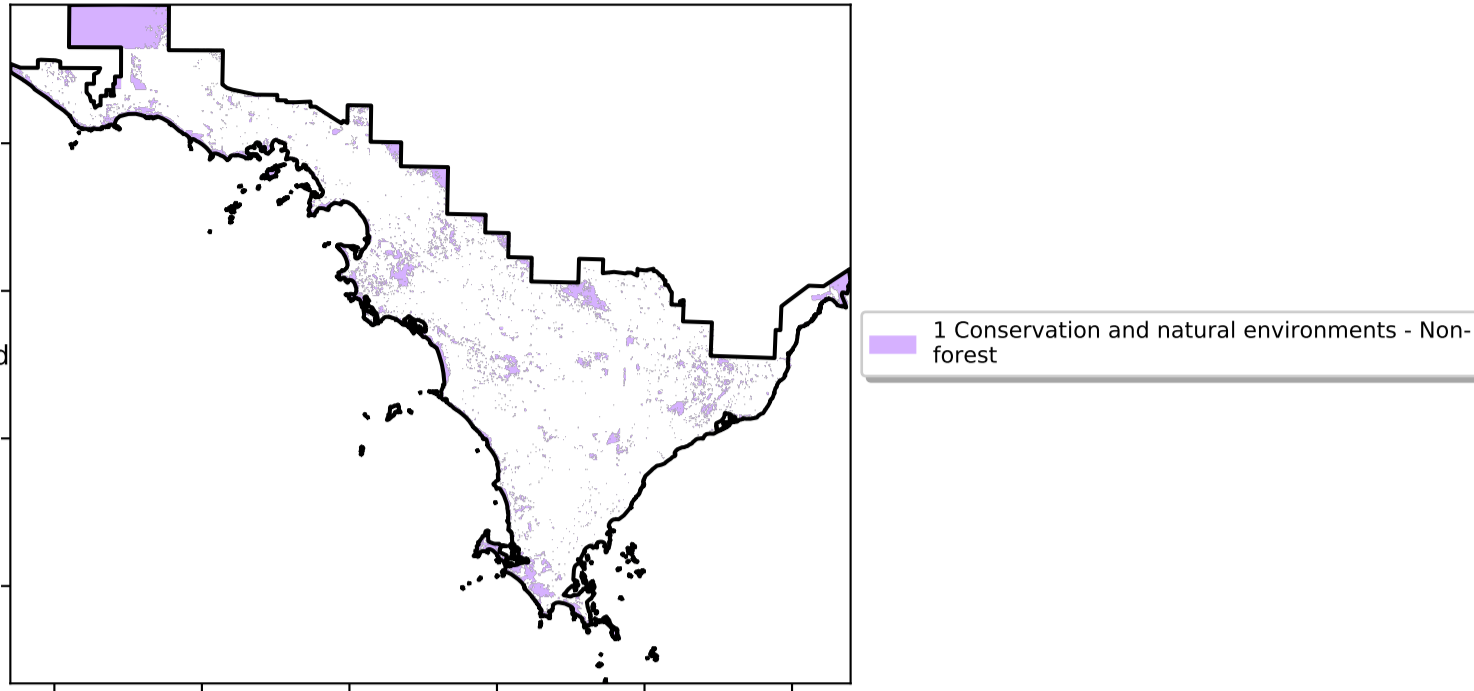 d
1 Conservation and natural environments - Non-
forest